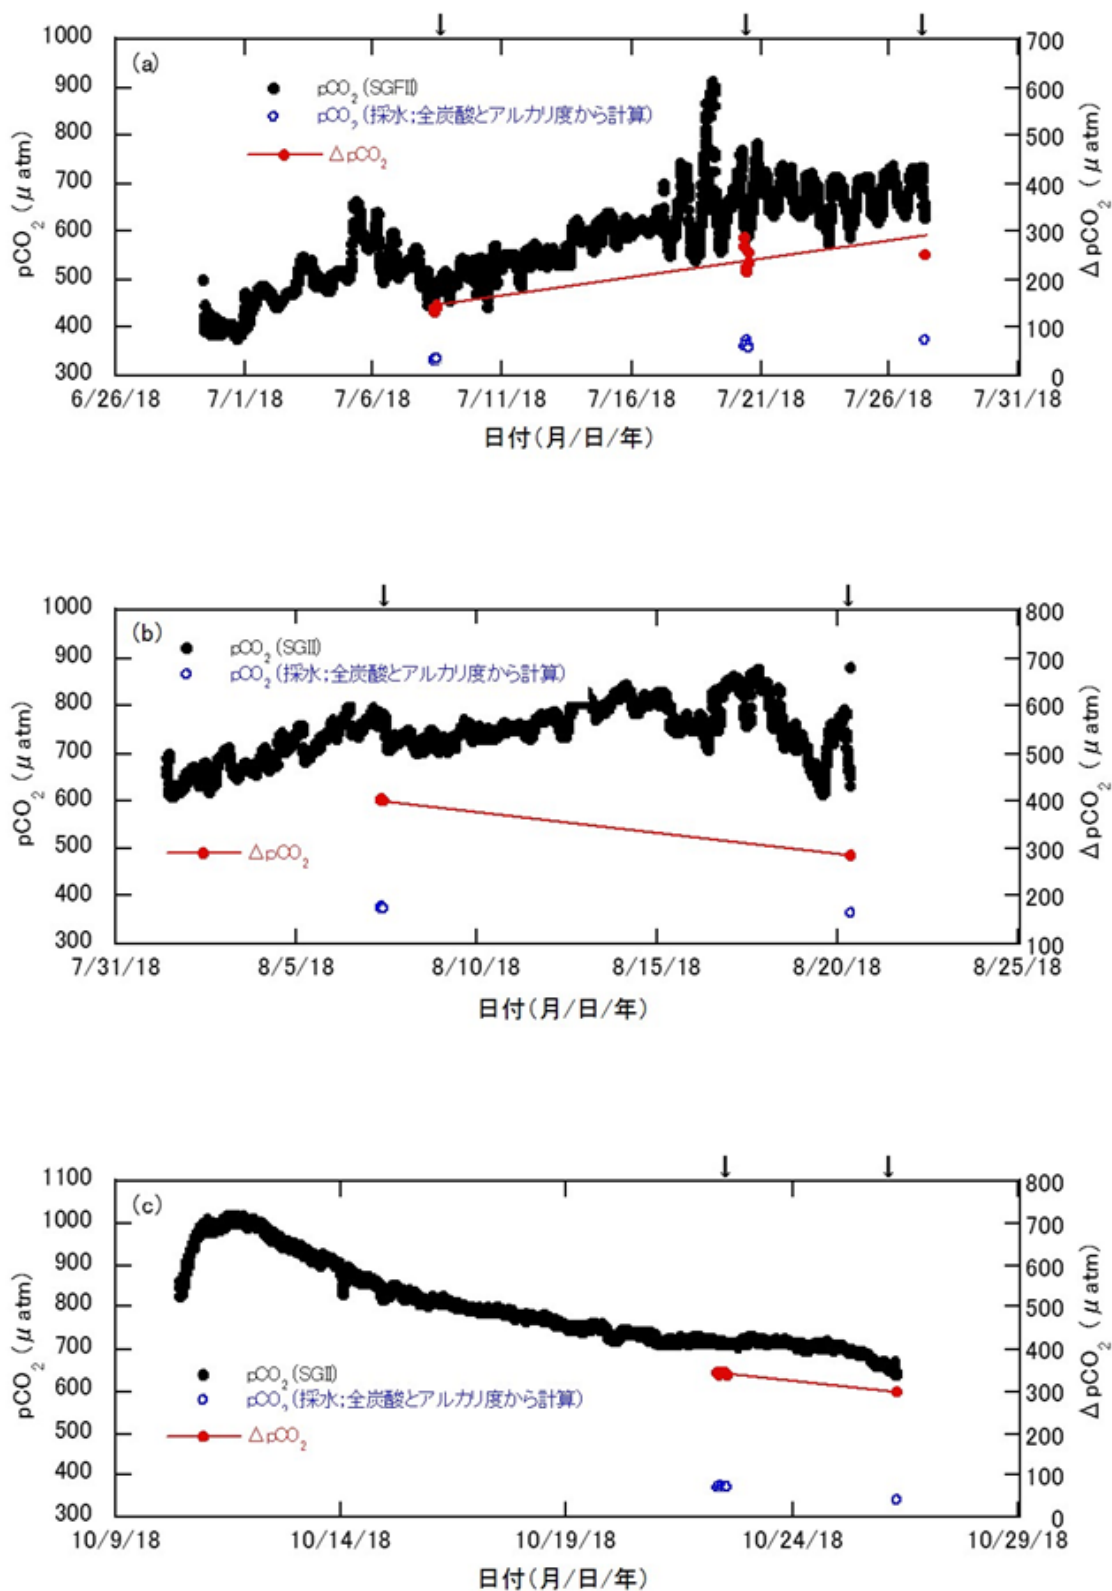 (a)
pCO2 (SGFII)
pCO2 (採水;全炭酸とアルカリ度から計算)
ΔpCO2
pCO2 (μatm)
1000
900
800
700
600
500
400
300
ΔpCO2 (μatm)
700
600
500
400
300
200
100
0
6/26/18 7/1/18 7/6/18 7/11/18 7/16/18 7/21/18 7/26/18 7/31/18
日付(月/日/年)
(b)
pCO2 (SGII)
pCO2 (採水;全炭酸とアルカリ度から計算)
ΔpCO2
pCO2 (μatm)
1000
900
800
700
600
500
400
300
ΔpCO2 (μatm)
800
700
600
500
400
300
200
100
7/31/18 8/5/18 8/10/18 8/15/18 8/20/18 8/25/18
日付(月/日/年)
(c)
pCO2 (SGII)
pCO2 (採水;全炭酸とアルカリ度から計算)
ΔpCO2
pCO2 (μatm)
1100
1000
900
800
700
600
500
400
300
ΔpCO2 (μatm)
800
700
600
500
400
300
200
100
0
10/9/18 10/14/18 10/19/18 10/24/18 10/29/18
日付(月/日/年)